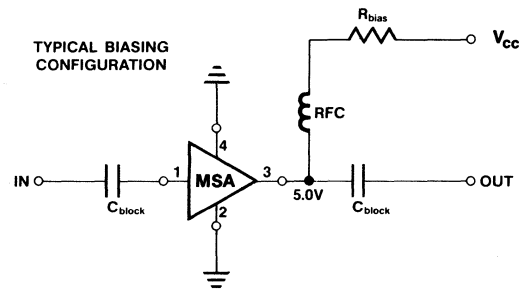 TYPICAL BIASING
CONFIGURATION
Rbias
Vcc
RFC
4
IN
Cblock
1
MSA
3
5.0V
Cblock
OUT
2